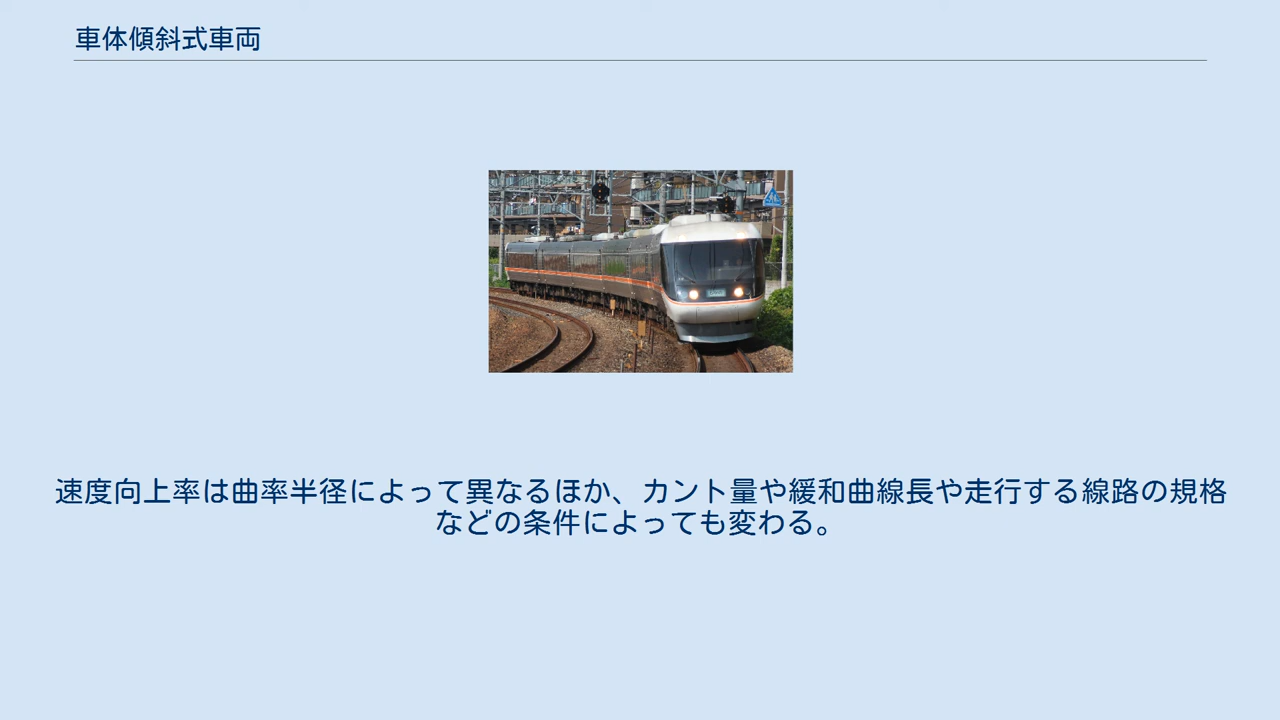 車体傾斜式車両
速度向上率は曲率半径によって異なるほか、カント量や緩和曲線長や走行する線路の規格
などの条件によっても変わる。